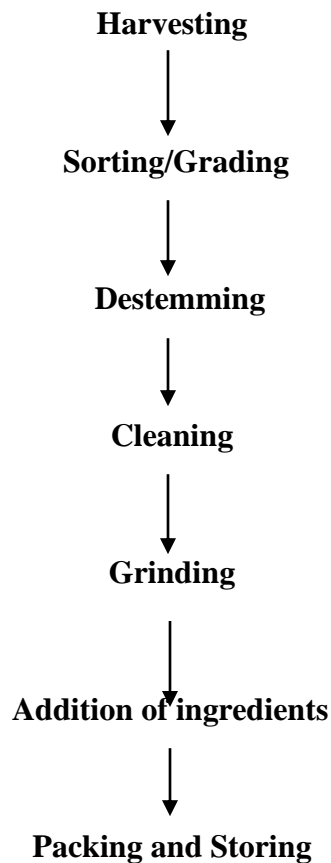 Harvesting
Sorting/Grading
Destemming
Cleaning
Grinding
Addition of ingredients
Packing and Storing